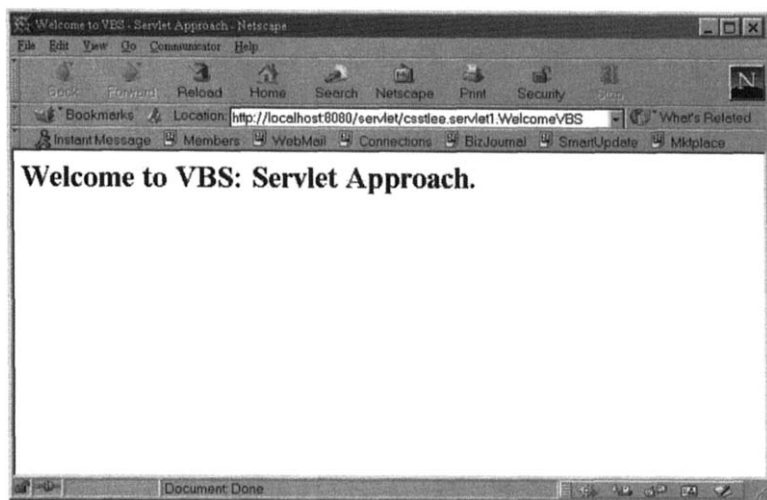 Welcome to VBS - Servlet Approach - Netscape
File Edit View Go Communicator Help
Back Forward Reload Home Search Netscape Print Security Stop
N
Bookmarks Location: http://localhost:8080/servlet/csstlee.servlet1.WelcomeVBS What's Related
Instant Message Members WebMail Connections BizJournal SmartUpdate Mktplace
Welcome to VBS: Servlet Approach.
Document: Done